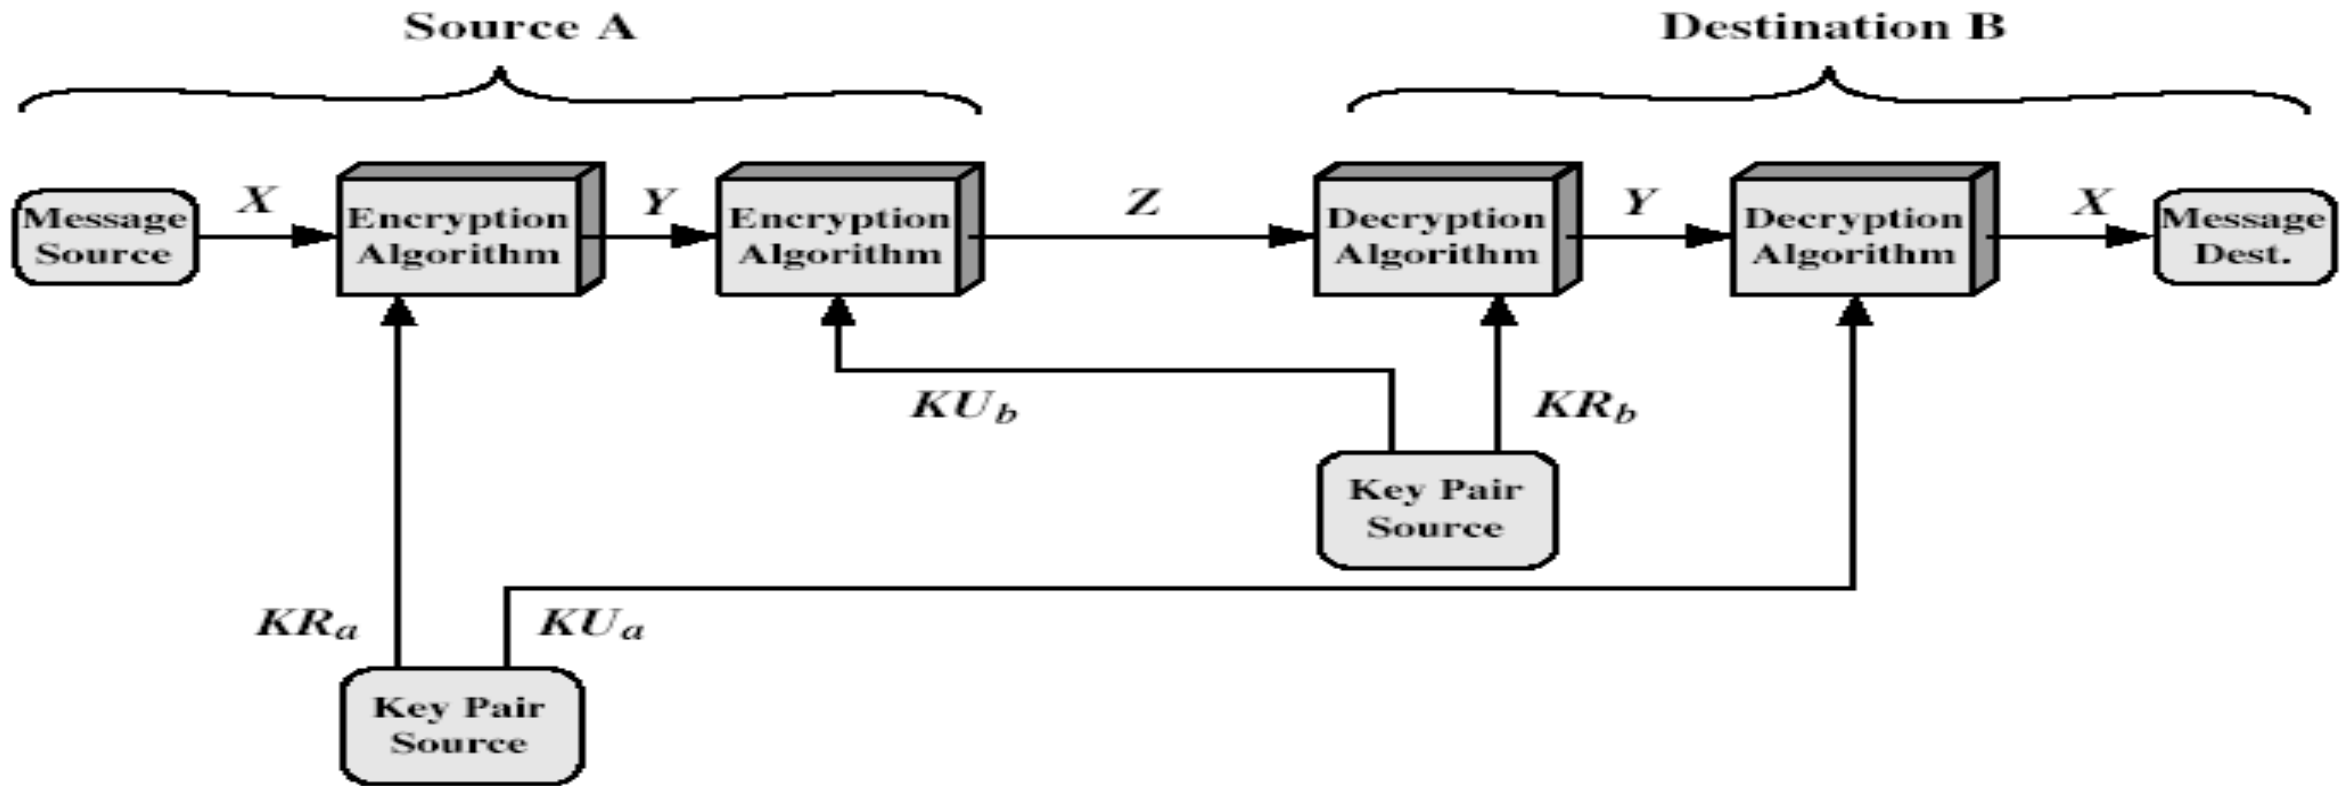 Source A
Destination B
Message
Source
X
Encryption
Algorithm
Y
Encryption
Algorithm
Z
Decryption
Algorithm
Y
Decryption
Algorithm
X
Message
Dest.
KUb
KRb
Key Pair
Source
KRa
KUa
Key Pair
Source